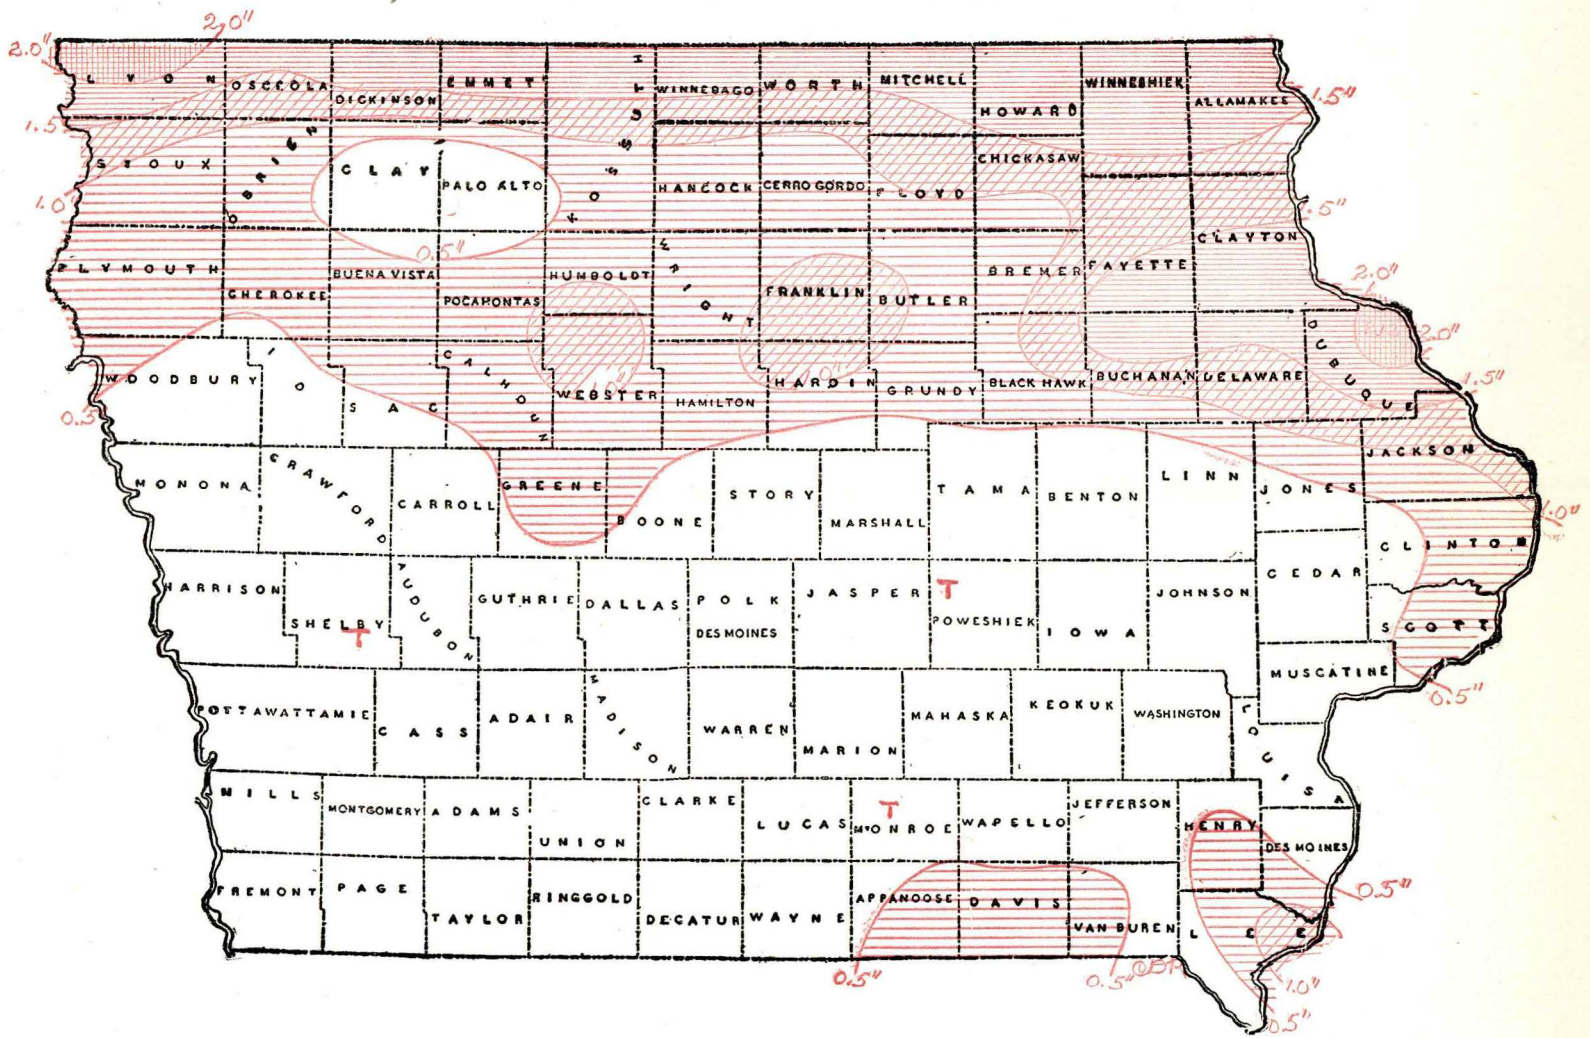 2.0"
2.0"
LYON
OSCEOLA
DICKINSON
EMMET
KOSSUTH
WINNEBAGO
WORTH
MITCHELL
HOWARD
WINNESHIEK
ALLAMAKEE
1.5"
1.5"
SIOUX
OBRIEN
CLAY
PALO ALTO
HANCOCK
CERRO GORDO
FLOYD
CHICKASAW
1.0"
1.5"
PLYMOUTH
CHEROKEE
BUENA VISTA
0.5"
POCAHONTAS
HUMBOLDT
WRIGHT
FRANKLIN
BUTLER
BREMER
FAYETTE
CLAYTON
2.0"
2.0"
WOODBURY
IDA
SAC
CALHOUN
WEBSTER
1.0"
HAMILTON
HARDIN
1.0"
GRUNDY
BLACK HAWK
BUCHANAN
DELAWARE
DUBUQUE
1.5"
0.5
MONONA
CRAWFORD
CARROLL
GREENE
BOONE
STORY
MARSHALL
TAMA
BENTON
LINN
JONES
JACKSON
1.0"
CLINTON
HARRISON
SHELBY
T
AUDUBON
GUTHRIE
DALLAS
POLK
DES MOINES
JASPER
T
POWESHIEK
IOWA
JOHNSON
CEDAR
SCOTT
MUSCATINE
0.5"
POTTAWATTAMIE
CASS
ADAIR
MADISON
WARREN
MARION
MAHASKA
KEOKUK
WASHINGTON
LOUISA
MILLS
MONTGOMERY
ADAMS
UNION
CLARKE
LUCAS
T
MONROE
WAPELLO
JEFFERSON
HENRY
DES MOINES
0.5"
FREMONT
PAGE
TAYLOR
RINGGOLD
DECATUR
WAYNE
APPANOOSE
DAVIS
VAN BUREN
LEE
0.5"
0.5"
1.0"
0.5"